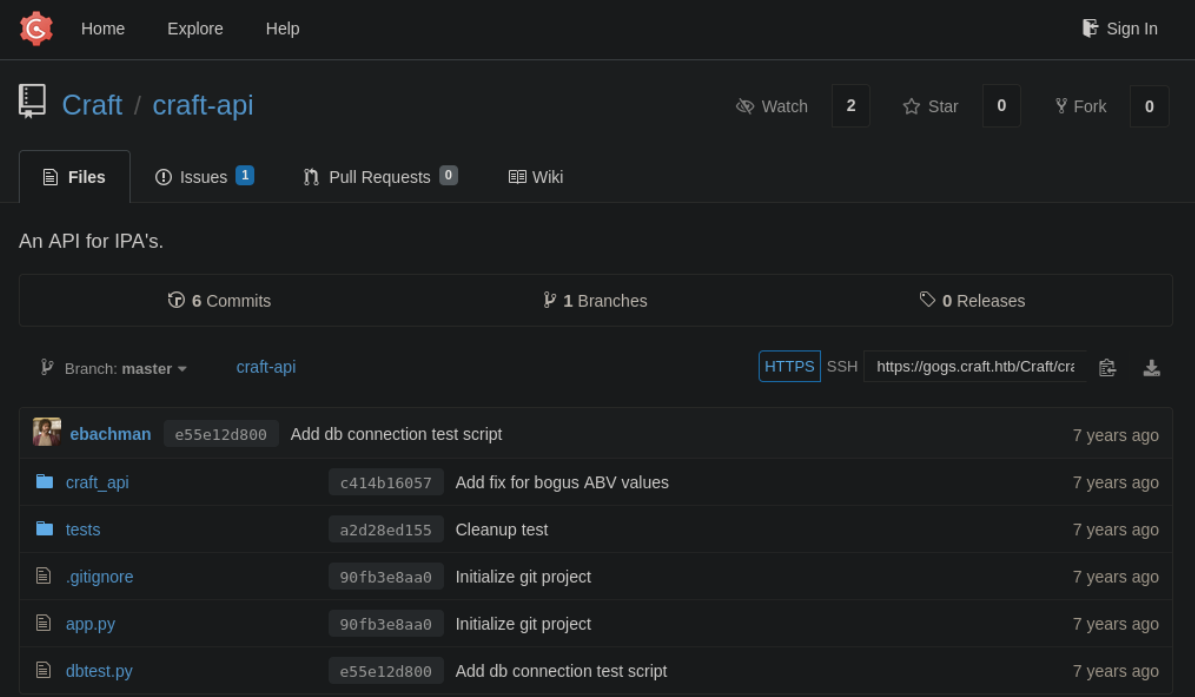 Home Explore Help Sign In
Craft / craft-api Watch 2 Star 0 Fork 0
Files Issues 1 Pull Requests 0 Wiki
An API for IPA's.
6 Commits 1 Branches 0 Releases
Branch: master craft-api HTTPS SSH https://gogs.craft.htb/Craft/cra
ebachman e55e12d800 Add db connection test script 7 years ago
craft_api c414b16057 Add fix for bogus ABV values 7 years ago
tests a2d28ed155 Cleanup test 7 years ago
.gitignore 90fb3e8aa0 Initialize git project 7 years ago
app.py 90fb3e8aa0 Initialize git project 7 years ago
dbtest.py e55e12d800 Add db connection test script 7 years ago